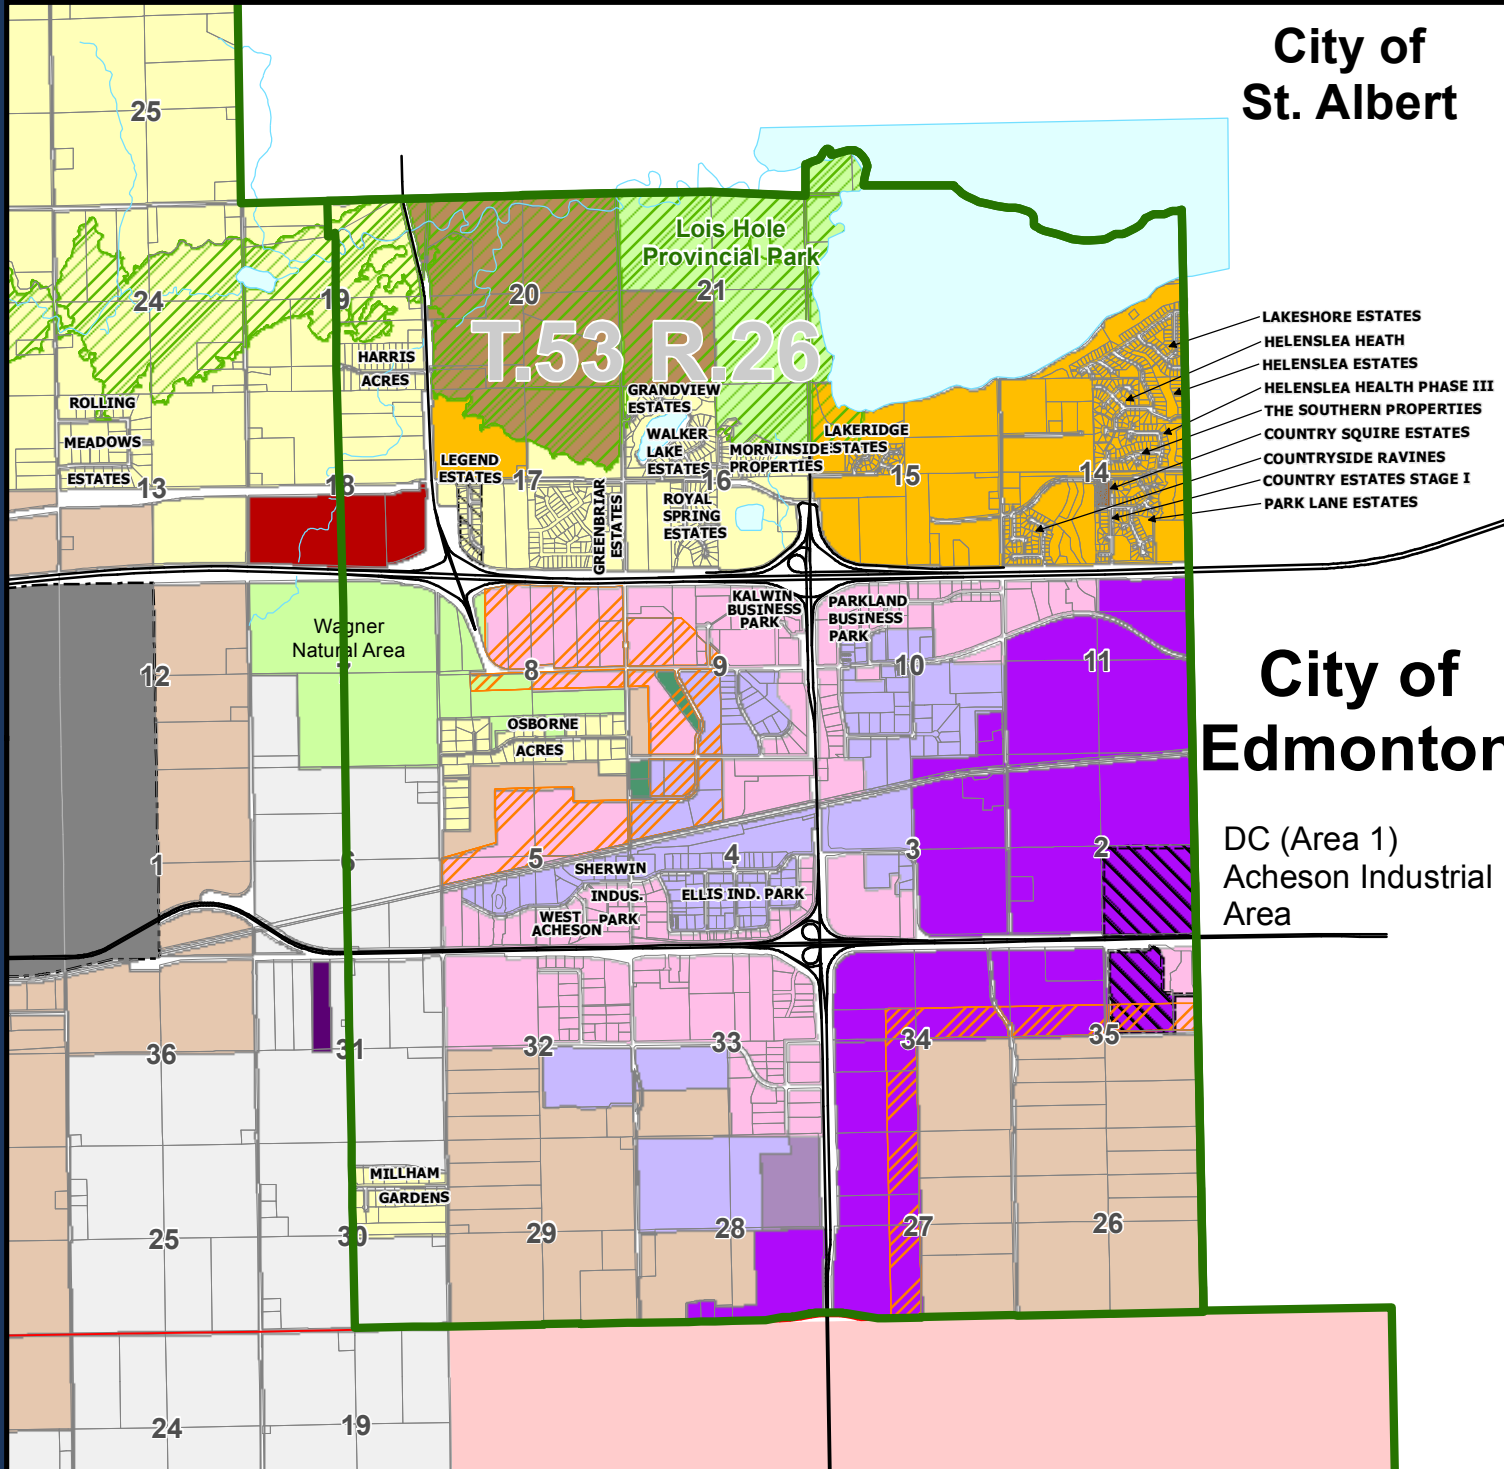 City of
St. Albert
25
Lois Hole
Provincial Park
24
19
20
21
T.53 R.26
LAKESHORE ESTATES
HELENSLEA HEATH
HELENSLEA ESTATES
HELENSLEA HEALTH PHASE III
THE SOUTHERN PROPERTIES
COUNTRY SQUIRE ESTATES
COUNTRYSIDE RAVINES
COUNTRY ESTATES STAGE I
PARK LANE ESTATES
HARRIS
ACRES
ROLLING
MEADOWS
ESTATES
GRANDVIEW
ESTATES
WALKER
LAKE
ESTATES
LAKERIDGE
ESTATES
MORNINSIDE
PROPERTIES
LEGEND
ESTATES
13
18
17
16
15
14
GREENBRIAR
ESTATES
ROYAL
SPRING
ESTATES
KALWIN
BUSINESS
PARK
PARKLAND
BUSINESS
PARK
Wagner
Natural Area
12
7
8
9
10
11
City of
Edmonton
OSBORNE
ACRES
DC (Area 1)
Acheson Industrial
Area
1
6
5
4
3
2
SHERWIN
INDUS.
PARK
ELLIS IND. PARK
WEST
ACHESON
36
31
32
33
34
35
MILLHAM
GARDENS
25
30
29
28
27
26
24
19